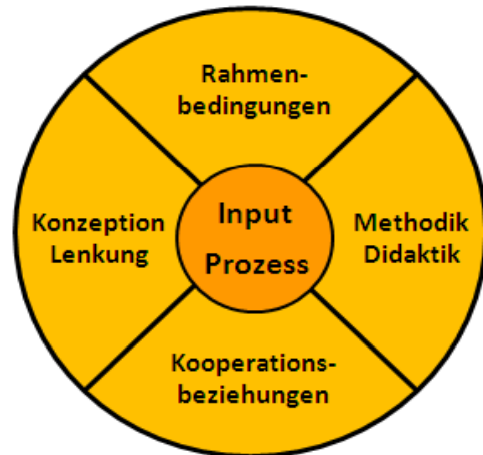 Rahmen-
bedingungen
Konzeption
Lenkung
Input
Prozess
Methodik
Didaktik
Kooperations-
beziehungen